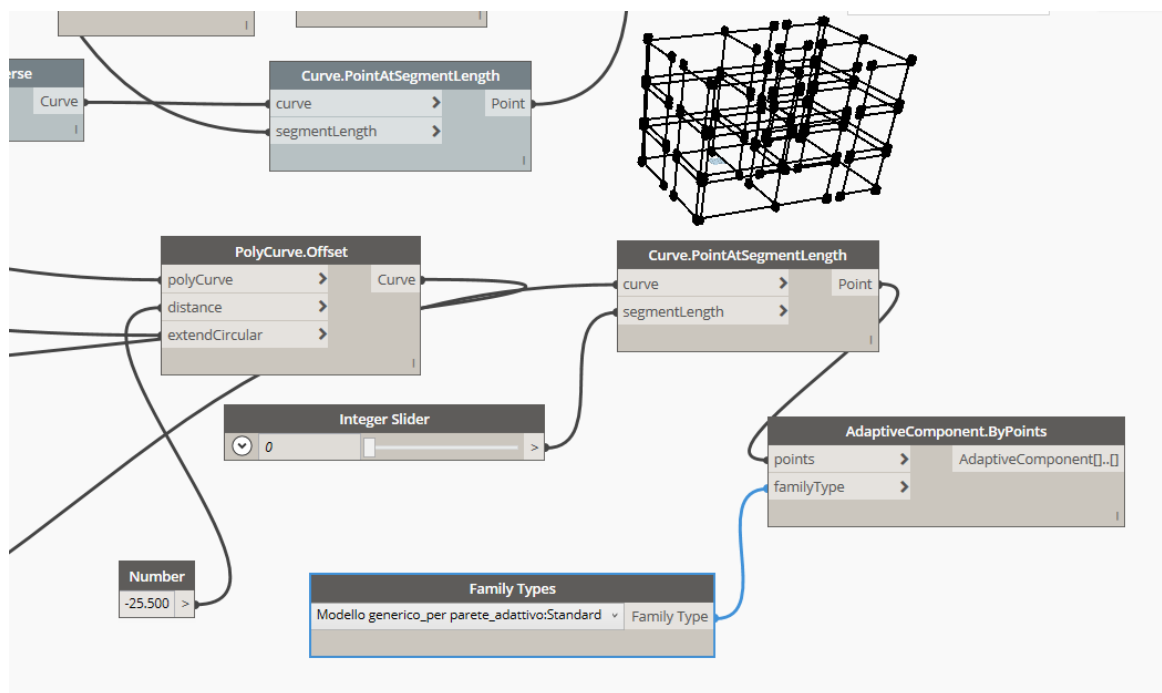 erse
Curve
Curve.PointAtSegmentLength
curve
>
Point
segmentLength
>
PolyCurve.Offset
polyCurve
>
Curve
distance
>
extendCircular
>
Curve.PointAtSegmentLength
curve
>
Point
segmentLength
>
Integer Slider
0
>
AdaptiveComponent.ByPoints
points
>
AdaptiveComponent[]..[]
familyType
>
Number
-25.500
>
Family Types
Modello generico_per parete_adattivo:Standard
Family Type